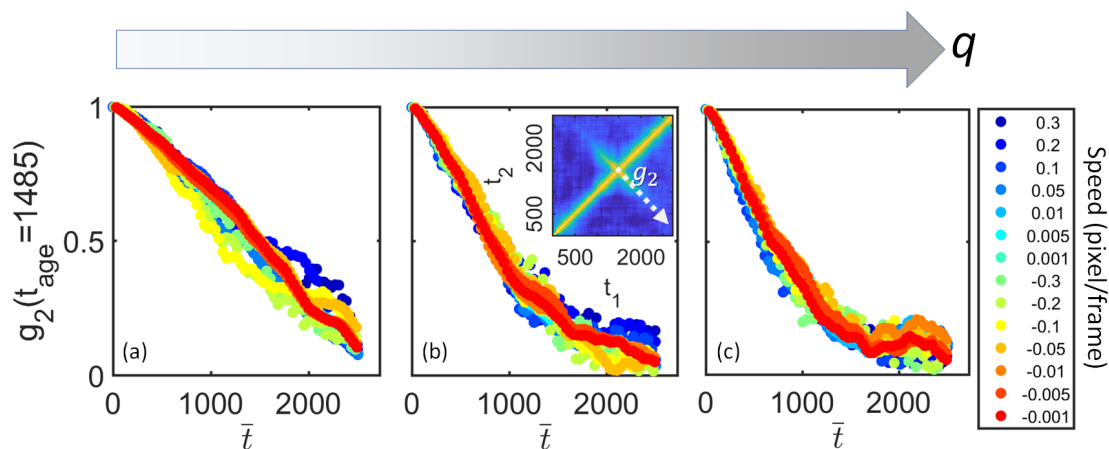 q
g₂(t_age =1485)
1
0.5
0
(a)
0 1000 2000
t̄
(b)
0 1000 2000
t̄
t₂
2000
500
g₂
500 2000
t₁
(c)
0 1000 2000
t̄
0.3
0.2
0.1
0.05
0.01
0.005
0.001
-0.3
-0.2
-0.1
-0.05
-0.01
-0.005
-0.001
Speed (pixel/frame)